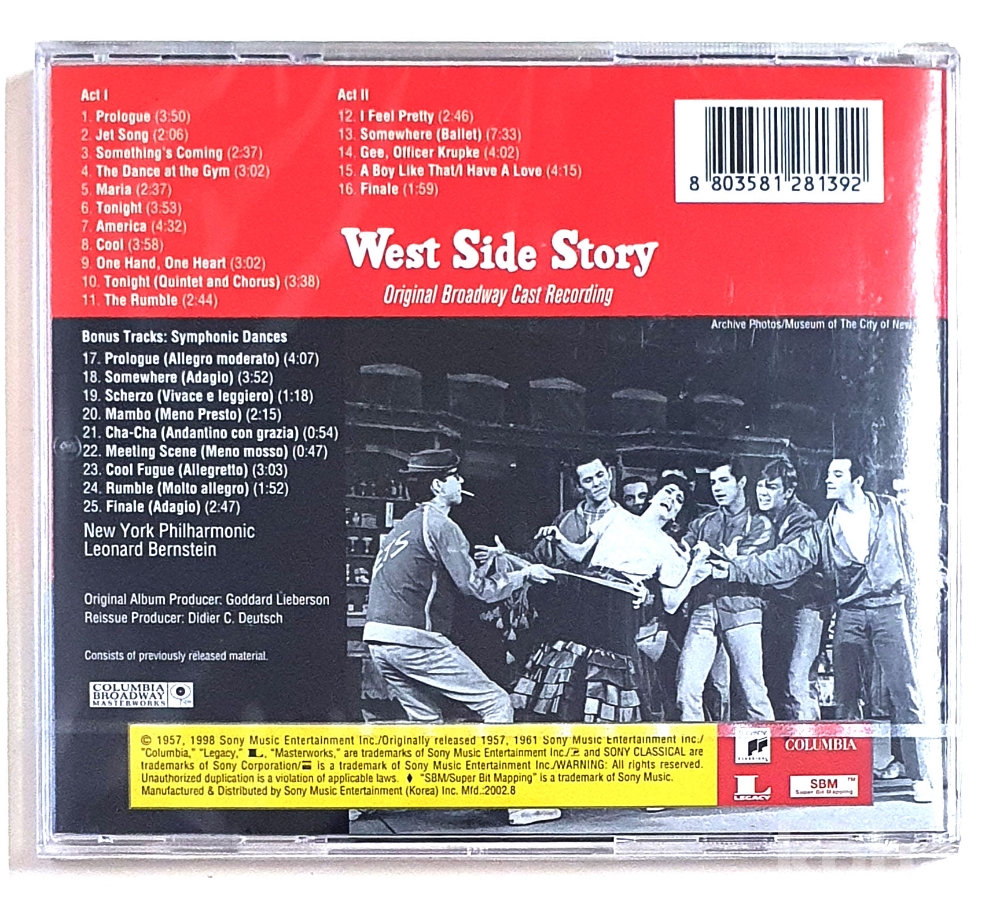 Act I
1. Prologue (3:50)
2. Jet Song (2:06)
3. Something's Coming (2:37)
4. The Dance at the Gym (3:02)
5. Maria (2:37)
6. Tonight (3:53)
7. America (4:32)
8. Cool (3:58)
9. One Hand, One Heart (3:02)
10. Tonight (Quintet and Chorus) (3:38)
11. The Rumble (2:44)
Act II
12. I Feel Pretty (2:46)
13. Somewhere (Ballet) (7:33)
14. Gee, Officer Krupke (4:02)
15. A Boy Like That/I Have A Love (4:15)
16. Finale (1:59)
8 803581 281392
West Side Story
Original Broadway Cast Recording
Archive Photos/Museum of The City of New
Bonus Tracks: Symphonic Dances
17. Prologue (Allegro moderato) (4:07)
18. Somewhere (Adagio) (3:52)
19. Scherzo (Vivace e leggiero) (1:18)
20. Mambo (Meno Presto) (2:15)
21. Cha-Cha (Andantino con grazia) (0:54)
22. Meeting Scene (Meno mosso) (0:47)
23. Cool Fugue (Allegretto) (3:03)
24. Rumble (Molto allegro) (1:52)
25. Finale (Adagio) (2:47)
New York Philharmonic
Leonard Bernstein
Original Album Producer: Goddard Lieberson
Reissue Producer: Didier C. Deutsch
Consists of previously released material.
COLUMBIA
BROADWAY
MASTERWORKS
© 1957, 1998 Sony Music Entertainment Inc./Originally released 1957, 1961 Sony Music Entertainment Inc./
"Columbia," "Legacy," L, "Masterworks," are trademarks of Sony Music Entertainment Inc./ and SONY CLASSICAL are
trademarks of Sony Corporation/ is a trademark of Sony Music Entertainment Inc./WARNING: All rights reserved.
Unauthorized duplication is a violation of applicable laws. ♦ "SBM/Super Bit Mapping" is a trademark of Sony Music.
Manufactured & Distributed by Sony Music Entertainment (Korea) Inc. Mfd.:2002.8
COLUMBIA
L
LEGACY
SBM™
Super Bit Mapping